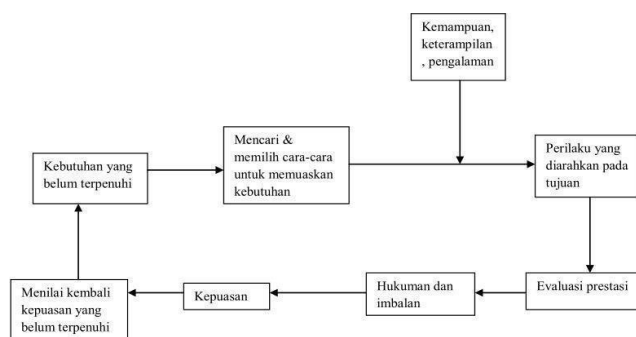 Kemampuan,
keterampilan
, pengalaman
Kebutuhan yang
belum terpenuhi
Mencari &
memilih cara-cara
untuk memuaskan
kebutuhan
Perilaku yang
diarahkan pada
tujuan
Menilai kembali
kepuasan yang
belum terpenuhi
Kepuasan
Hukuman dan
imbalan
Evaluasi prestasi